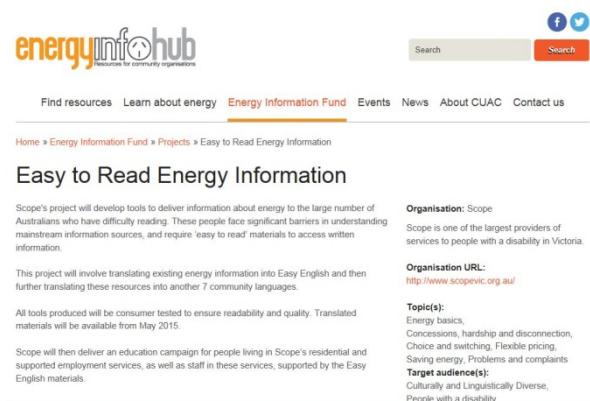 energyinfohub
Resources for community organisations
Search
Search
Find resources Learn about energy Energy Information Fund Events News About CUAC Contact us
Home » Energy Information Fund » Projects » Easy to Read Energy Information
Easy to Read Energy Information
Scope's project will develop tools to deliver information about energy to the large number of
Australians who have difficulty reading. These people face significant barriers in understanding
mainstream information sources, and require 'easy to read' materials to access written
information.
This project will involve translating existing energy information into Easy English and then
further translating these resources into another 7 community languages.
All tools produced will be consumer tested to ensure readability and quality. Translated
materials will be available from May 2015.
Scope will then deliver an education campaign for people living in Scope's residential and
supported employment services, as well as staff in these services, supported by the Easy
English materials.
Organisation: Scope
Scope is one of the largest providers of
services to people with a disability in Victoria.
Organisation URL:
http://www.scopevic.org.au/
Topic(s):
Energy basics,
Concessions, hardship and disconnection,
Choice and switching, Flexible pricing,
Saving energy, Problems and complaints
Target audience(s):
Culturally and Linguistically Diverse,
People with a disability